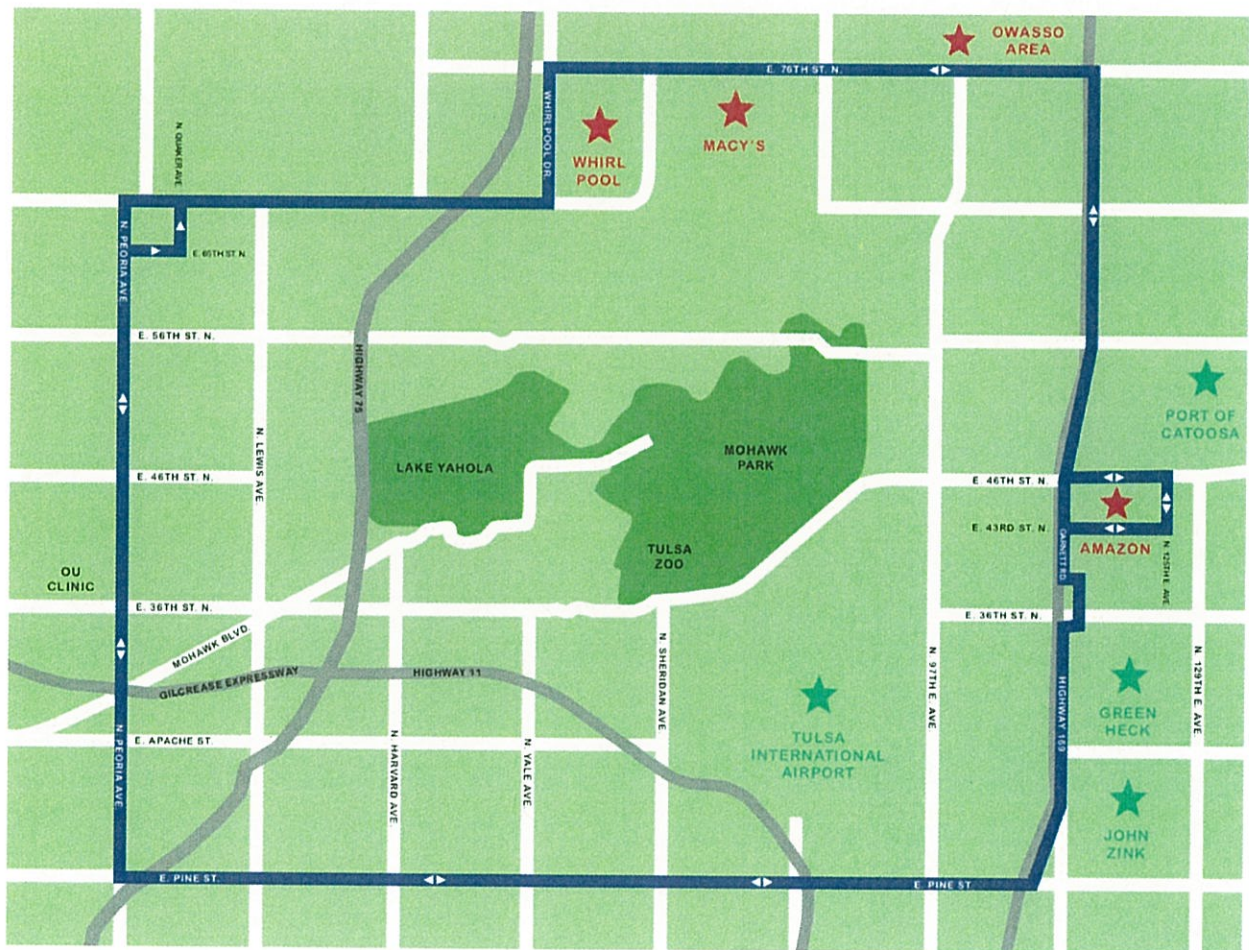 OWASSO
AREA
E. 76TH ST. N.
WHIRLPOOL DR.
WHIRL
POOL
MACY'S
N. QUAKER AVE.
N. PEORIA AVE.
E. 65TH ST. N.
E. 56TH ST. N.
HIGHWAY 75
PORT OF
CATOOSA
N. LEWIS AVE.
LAKE YAHOLA
MOHAWK
PARK
E. 46TH ST. N.
E. 46TH ST. N.
E. 43RD ST. N.
GARNETT RD.
AMAZON
N. 125TH E. AVE.
TULSA
ZOO
OU
CLINIC
E. 36TH ST. N.
E. 36TH ST. N.
MOHAWK BLVD.
GILCREASE EXPRESSWAY
HIGHWAY 11
N. SHERIDAN AVE.
N. 97TH E. AVE.
HIGHWAY 169
N. 129TH E. AVE.
GREEN
HECK
TULSA
INTERNATIONAL
AIRPORT
N. PEORIA AVE.
E. APACHE ST.
N. HARVARD AVE.
N. YALE AVE.
JOHN
ZINK
E. PINE ST.
E. PINE ST.